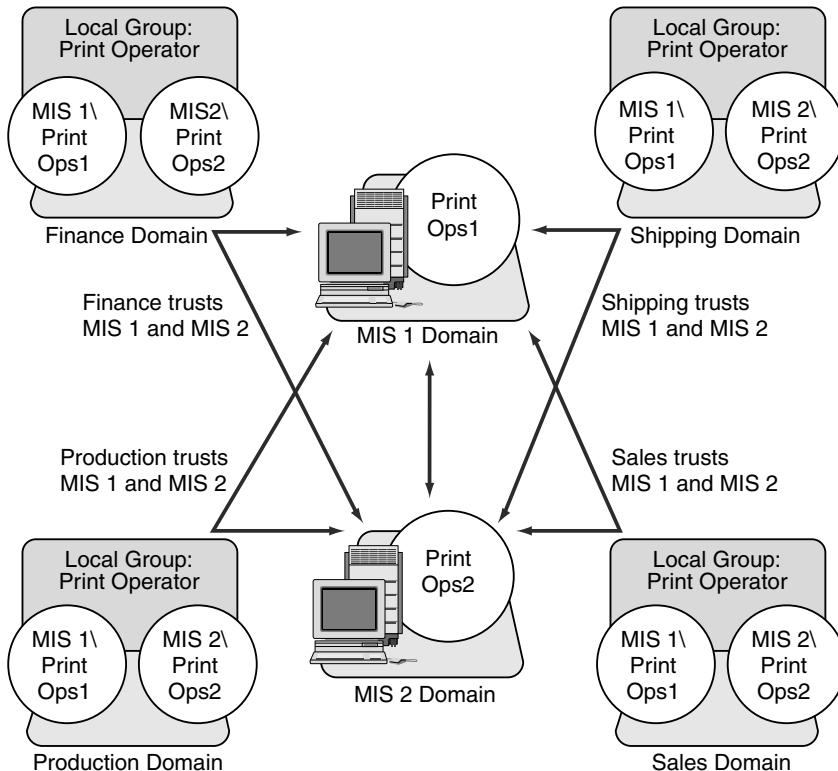 Local Group:
Print Operator
MIS 1\
Print
Ops1
MIS2\
Print
Ops2
Finance Domain
Local Group:
Print Operator
MIS 1\
Print
Ops1
MIS 2\
Print
Ops2
Shipping Domain
Print
Ops1
MIS 1 Domain
Finance trusts
MIS 1 and MIS 2
Shipping trusts
MIS 1 and MIS 2
Production trusts
MIS 1 and MIS 2
Sales trusts
MIS 1 and MIS 2
Print
Ops2
MIS 2 Domain
Local Group:
Print Operator
MIS 1\
Print
Ops1
MIS 2\
Print
Ops2
Production Domain
Local Group:
Print Operator
MIS 1\
Print
Ops1
MIS 2\
Print
Ops2
Sales Domain